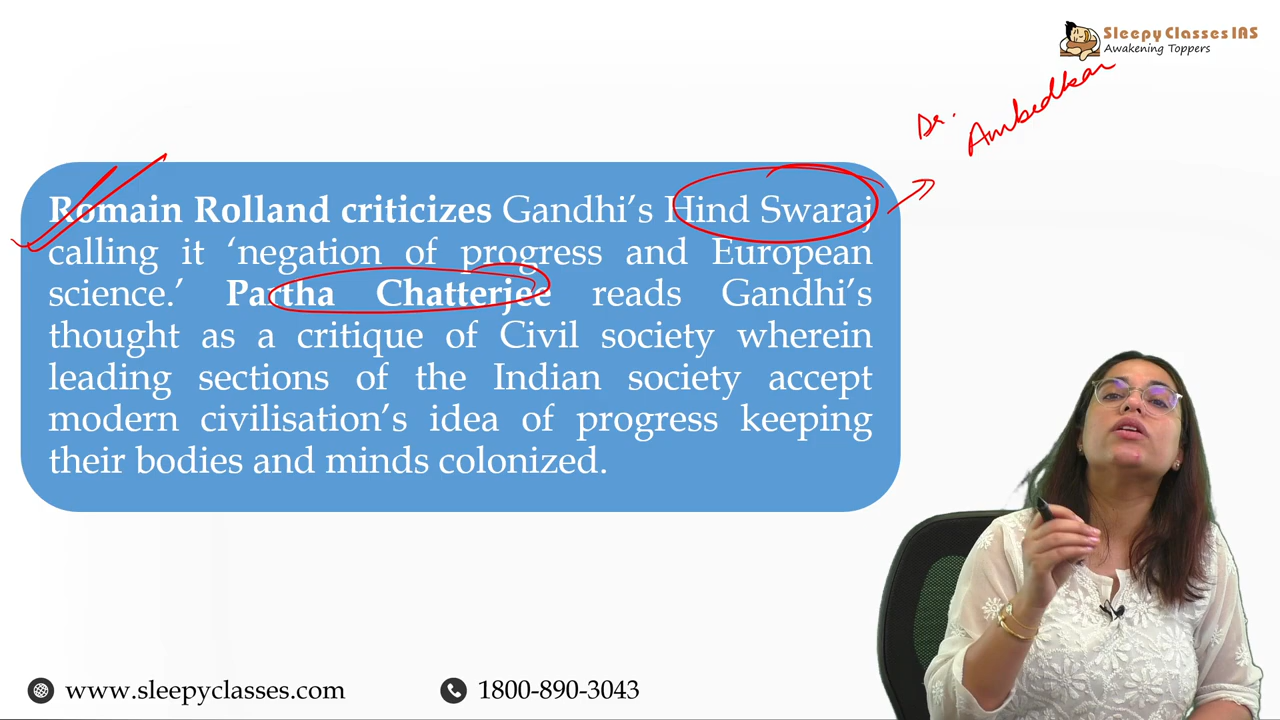 Sleepy Classes IAS
Awakening Toppers
Dr.
Ambedkar
Romain Rolland criticizes Gandhi’s Hind Swaraj
calling it ‘negation of progress and European
science.’ Partha Chatterjee reads Gandhi’s
thought as a critique of Civil society wherein
leading sections of the Indian society accept
modern civilisation’s idea of progress keeping
their bodies and minds colonized.
www.sleepyclasses.com
1800-890-3043